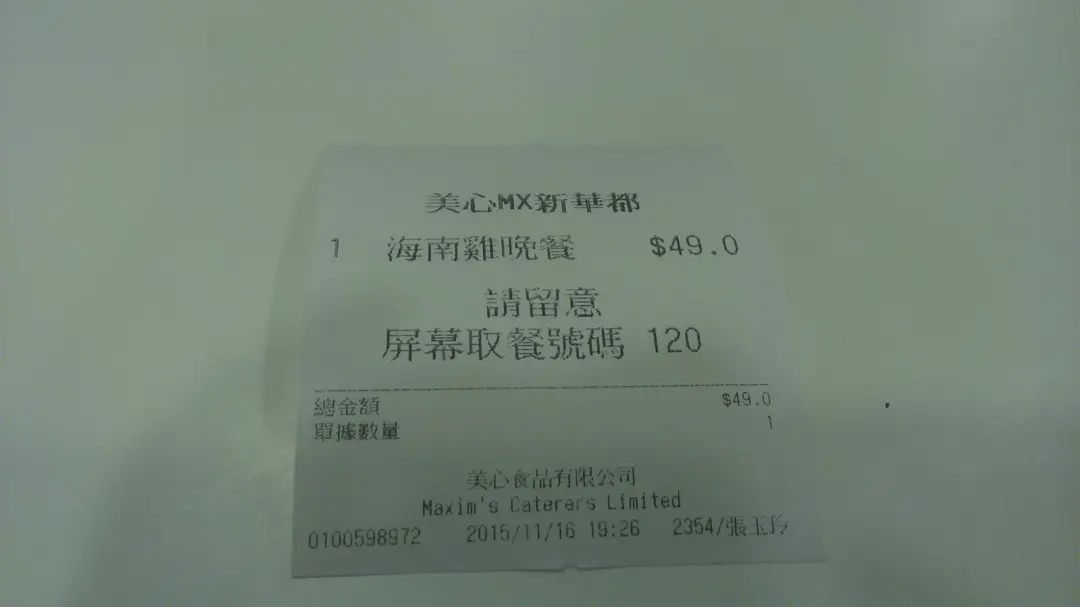 美心MX新華都
1 海南雞晚餐 $49.0
請留意
屏幕取餐號碼 120
總金額 $49.0
單據數量 1
美心食品有限公司
Maxim's Caterers Limited
0100598972 2015/11/16 19:26 2354/張玉玲